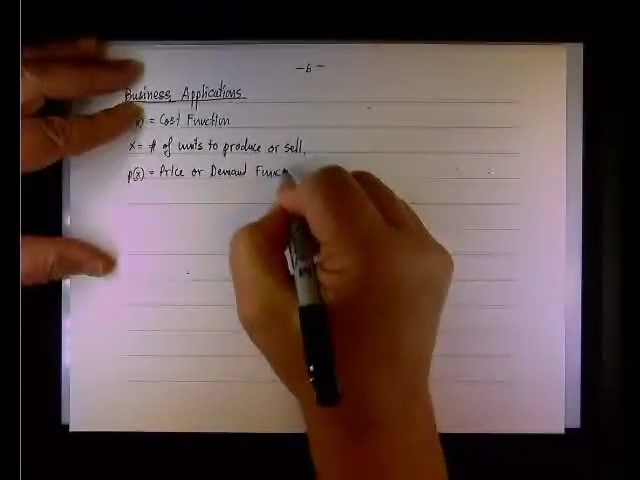 -6-
Business Applications
x) = Cost Function
x = # of units to produce or sell.
p(x) = Price or Demand Func